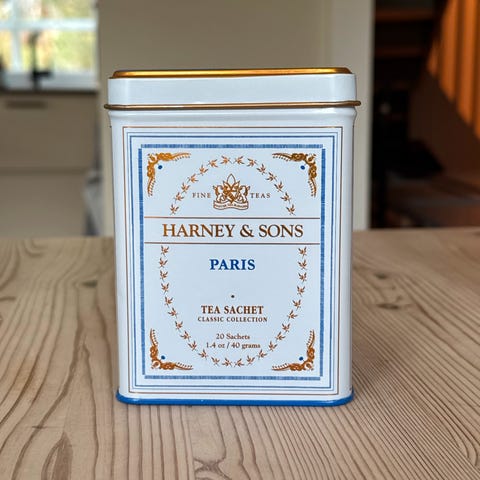 FINE TEAS
HARNEY & SONS
PARIS
TEA SACHET
CLASSIC COLLECTION
20 Sachets
1.4 oz / 40 grams